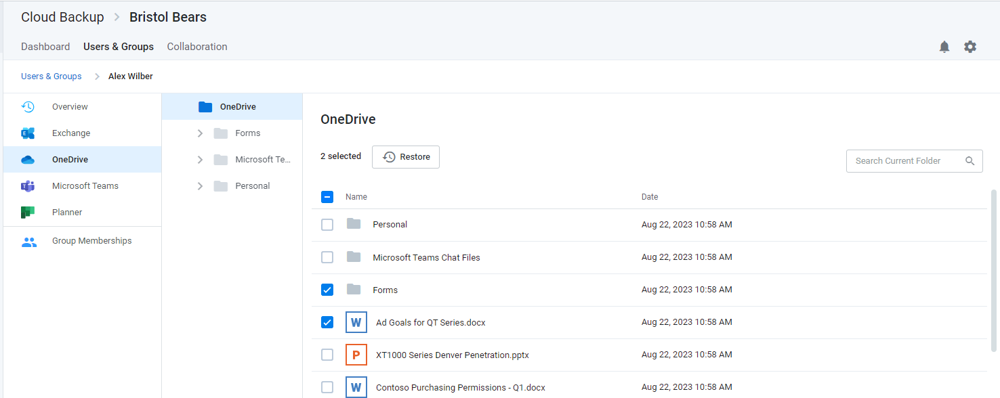 Cloud Backup > Bristol Bears
Dashboard Users & Groups Collaboration
Users & Groups > Alex Wilber
Overview
Exchange
OneDrive
Microsoft Teams
Planner
Group Memberships
OneDrive
Forms
Microsoft Te...
Personal
OneDrive
2 selected Restore
Search Current Folder
Name Date
Personal Aug 22, 2023 10:58 AM
Microsoft Teams Chat Files Aug 22, 2023 10:58 AM
Forms Aug 22, 2023 10:58 AM
W Ad Goals for QT Series.docx Aug 22, 2023 10:58 AM
P XT1000 Series Denver Penetration.pptx Aug 22, 2023 10:58 AM
W Contoso Purchasing Permissions - Q1.docx Aug 22, 2023 10:58 AM